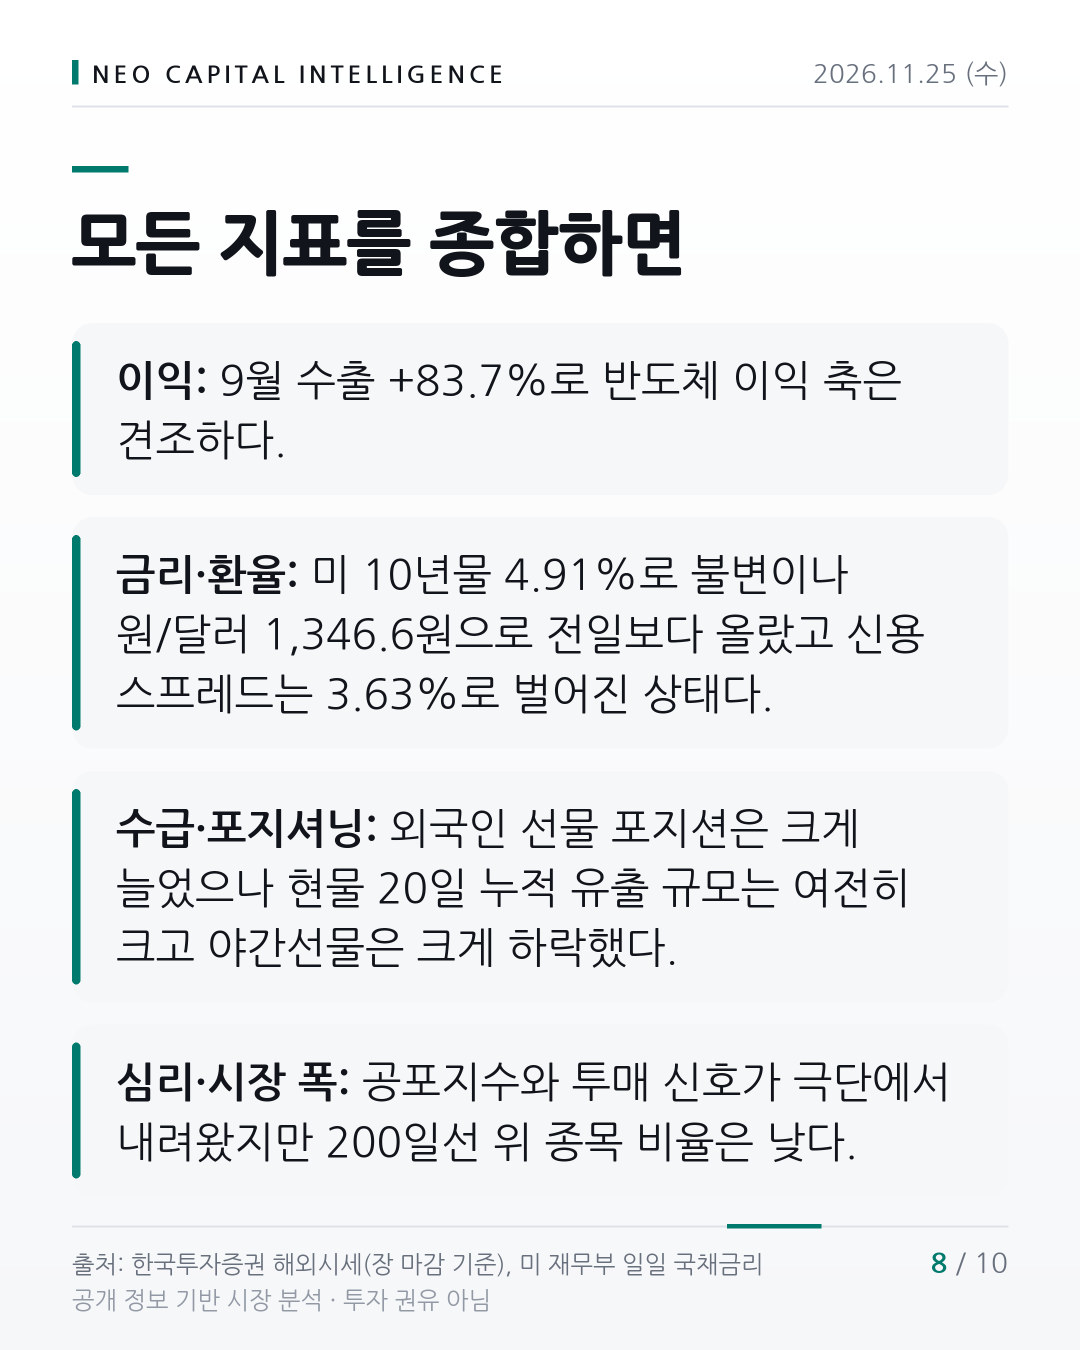 NEO CAPITAL INTELLIGENCE
2026.11.25 (수)
모든 지표를 종합하면
이익: 9월 수출 +83.7%로 반도체 이익 축은
견조하다.
금리·환율: 미 10년물 4.91%로 불변이나
원/달러 1,346.6원으로 전일보다 올랐고 신용
스프레드는 3.63%로 벌어진 상태다.
수급·포지셔닝: 외국인 선물 포지션은 크게
늘었으나 현물 20일 누적 유출 규모는 여전히
크고 야간선물은 크게 하락했다.
심리·시장 폭: 공포지수와 투매 신호가 극단에서
내려왔지만 200일선 위 종목 비율은 낮다.
출처: 한국투자증권 해외시세(장 마감 기준), 미 재무부 일일 국채금리
8 / 10
공개 정보 기반 시장 분석 · 투자 권유 아님